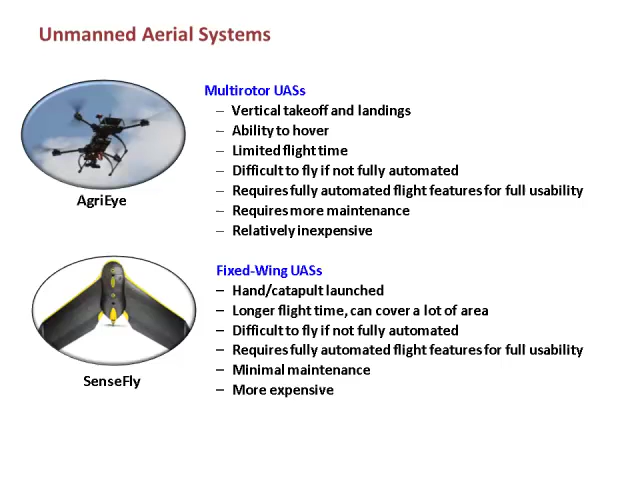 Unmanned Aerial Systems
Multirotor UASs
– Vertical takeoff and landings
– Ability to hover
– Limited flight time
– Difficult to fly if not fully automated
– Requires fully automated flight features for full usability
– Requires more maintenance
– Relatively inexpensive
AgriEye
Fixed-Wing UASs
– Hand/catapult launched
– Longer flight time, can cover a lot of area
– Difficult to fly if not fully automated
– Requires fully automated flight features for full usability
– Minimal maintenance
– More expensive
SenseFly